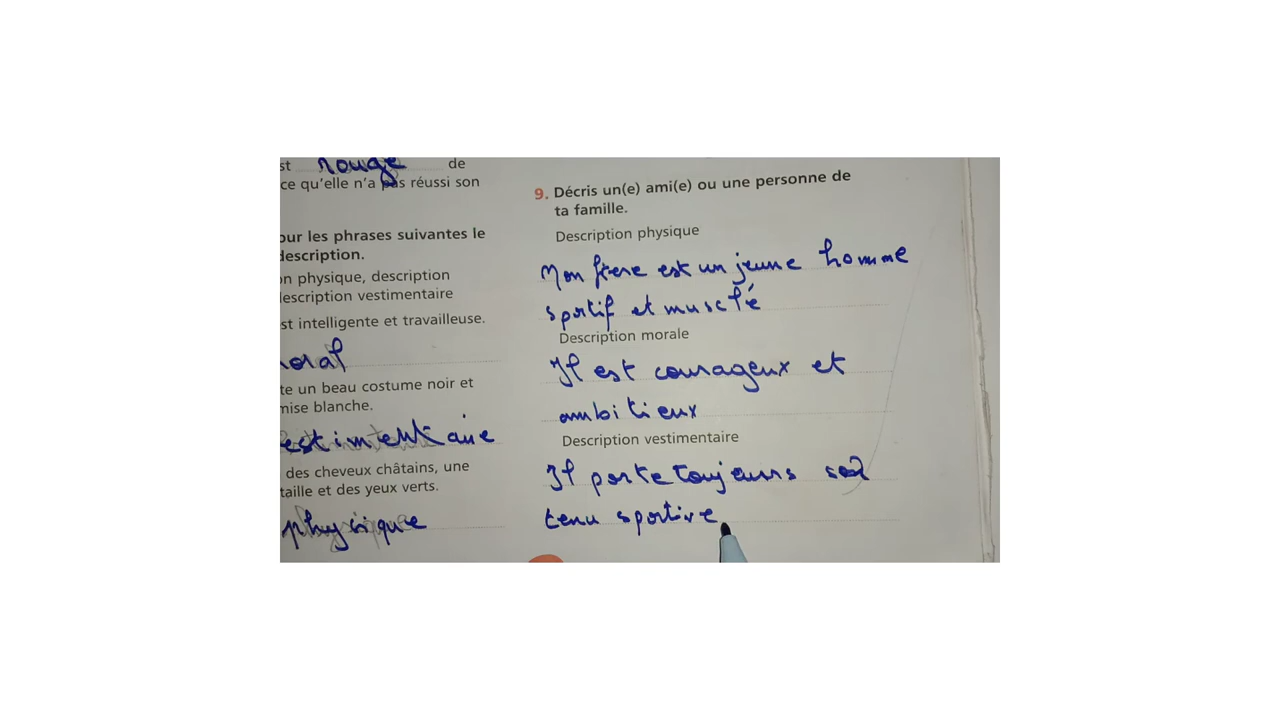 st rouge de
ce qu'elle n'a pas réussi son
our les phrases suivantes le
description.
on physique, description
description vestimentaire
st intelligente et travailleuse.
moral
te un beau costume noir et
mise blanche.
estimentaire
des cheveux châtains, une
taille et des yeux verts.
physique
9. Décris un(e) ami(e) ou une personne de
ta famille.
Description physique
Mon frere est un jeune homme
sportif et musclé
Description morale
Il est courageux et
ambitieux
Description vestimentaire
Il porte toujours sa
tenu sportive